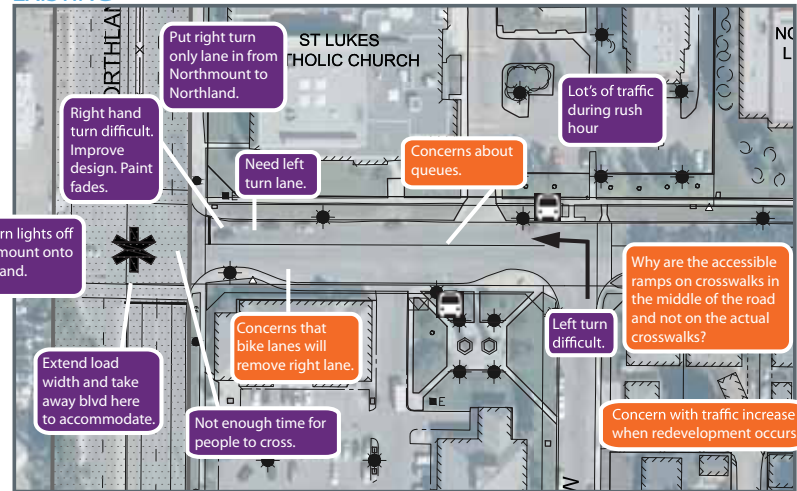 Put right turn
only lane in from
Northmount to
Northland.
ST LUKES
THOLIC CHURCH
NO
L
Right hand
turn difficult.
Improve
design. Paint
fades.
Need left
turn lane.
Concerns about
queues.
Lot's of traffic
during rush
hour
rn lights off
mount onto
and.
Concerns that
bike lanes will
remove right lane.
Left turn
difficult.
Why are the accessible
ramps on crosswalks in
the middle of the road
and not on the actual
crosswalks?
Extend load
width and take
away blvd here
to accommodate.
Not enough time for
people to cross.
E
Concern with traffic increase
when redevelopment occurs